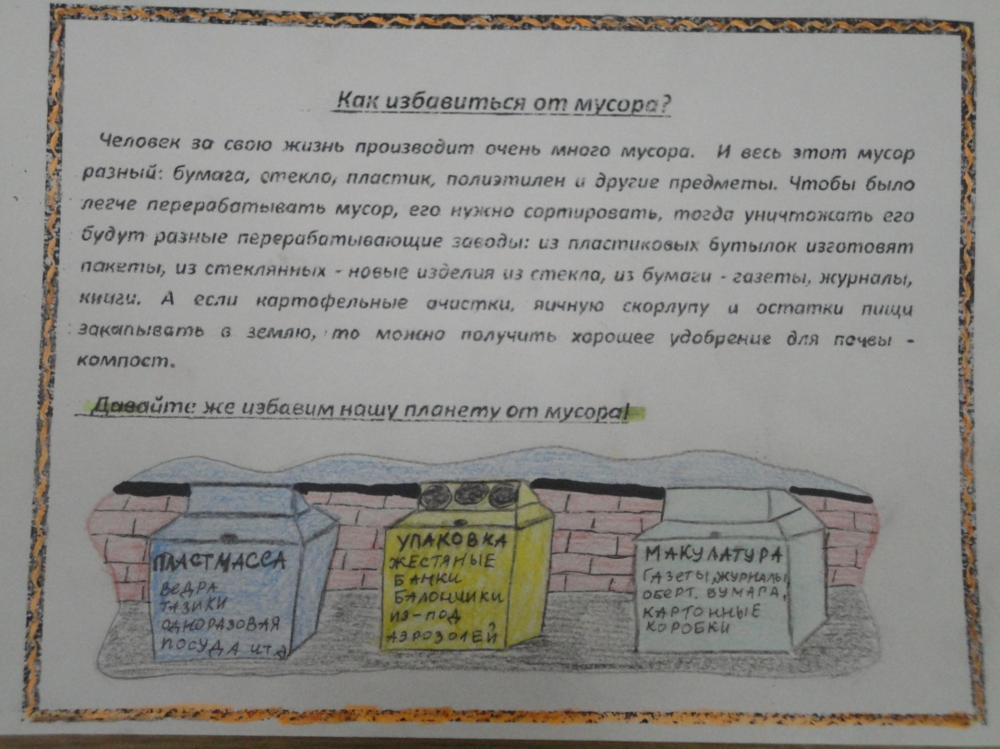 Как избавиться от мусора?
Человек за свою жизнь производит очень много мусора. И весь этот мусор
разный: бумага, стекло, пластик, полиэтилен и другие предметы. Чтобы было
легче перерабатывать мусор, его нужно сортировать, тогда уничтожать его
будут разные перерабатывающие заводы: из пластиковых бутылок изготовят
пакеты, из стеклянных - новые изделия из стекла, из бумаги - газеты, журналы,
книги. А если картофельные очистки, яичную скорлупу и остатки пищи
закапывать в землю, то можно получить хорошее удобрение для почвы -
компост.
Давайте же избавим нашу планету от мусора!
ПЛАСТМАССА
ВЕДРА
ТАЗИКИ
ОДНОРАЗОВАЯ
ПОСУДА ИТД
УПАКОВКА
ЖЕСТЯНЫЕ
БАНКИ
БАЛОНЧИКИ
ИЗ-ПОД
АЭРОЗОЛЕЙ
МАКУЛАТУРА
ГАЗЕТЫ, ЖУРНАЛЫ
ОБЕРТ. БУМАГА,
КАРТОННЫЕ
КОРОБКИ